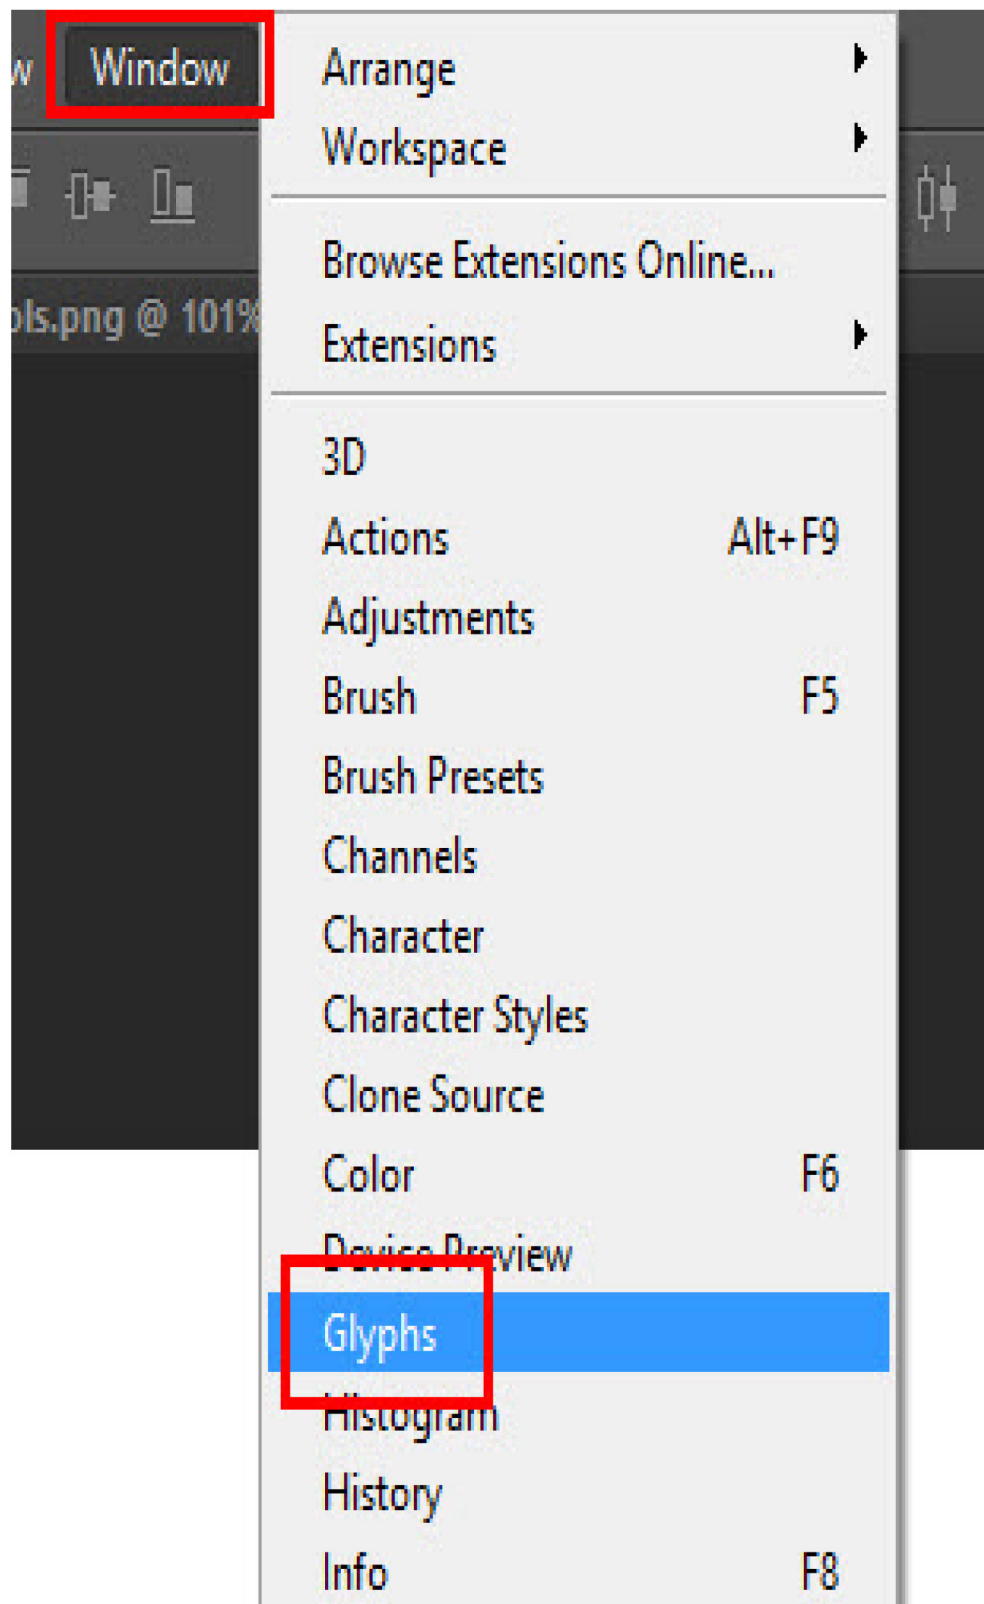 w Window
ols.png @ 101%
Arrange
Workspace
Browse Extensions Online...
Extensions
3D
Actions Alt+F9
Adjustments
Brush F5
Brush Presets
Channels
Character
Character Styles
Clone Source
Color F6
Device Preview
Glyphs
Histogram
History
Info F8